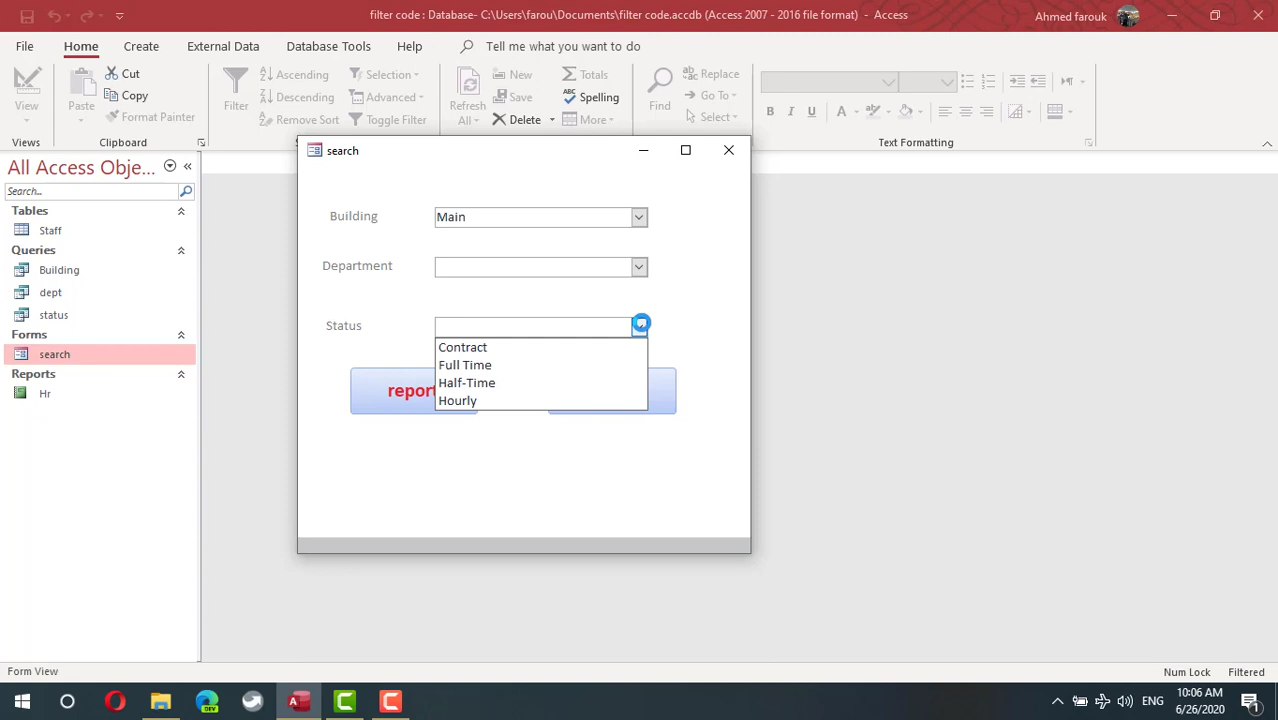 filter code : Database- C:\Users\farou\Documents\filter code.accdb (Access 2007 - 2016 file format) - Access
Ahmed farouk
File Home Create External Data Database Tools Help Tell me what you want to do
View
Views
Paste
Cut
Copy
Format Painter
Clipboard
Filter
Ascending
Descending
Remove Sort
Selection
Advanced
Toggle Filter
Refresh
All
New
Save
Delete
Totals
Spelling
More
Find
Replace
Go To
Select
Text Formatting
All Access Obje...
Search...
Tables
Staff
Queries
Building
dept
status
Forms
search
Reports
Hr
search
Building Main
Department
Status
Contract
Full Time
Half-Time
Hourly
report
Form View
Num Lock Filtered
ENG
10:06 AM
6/26/2020